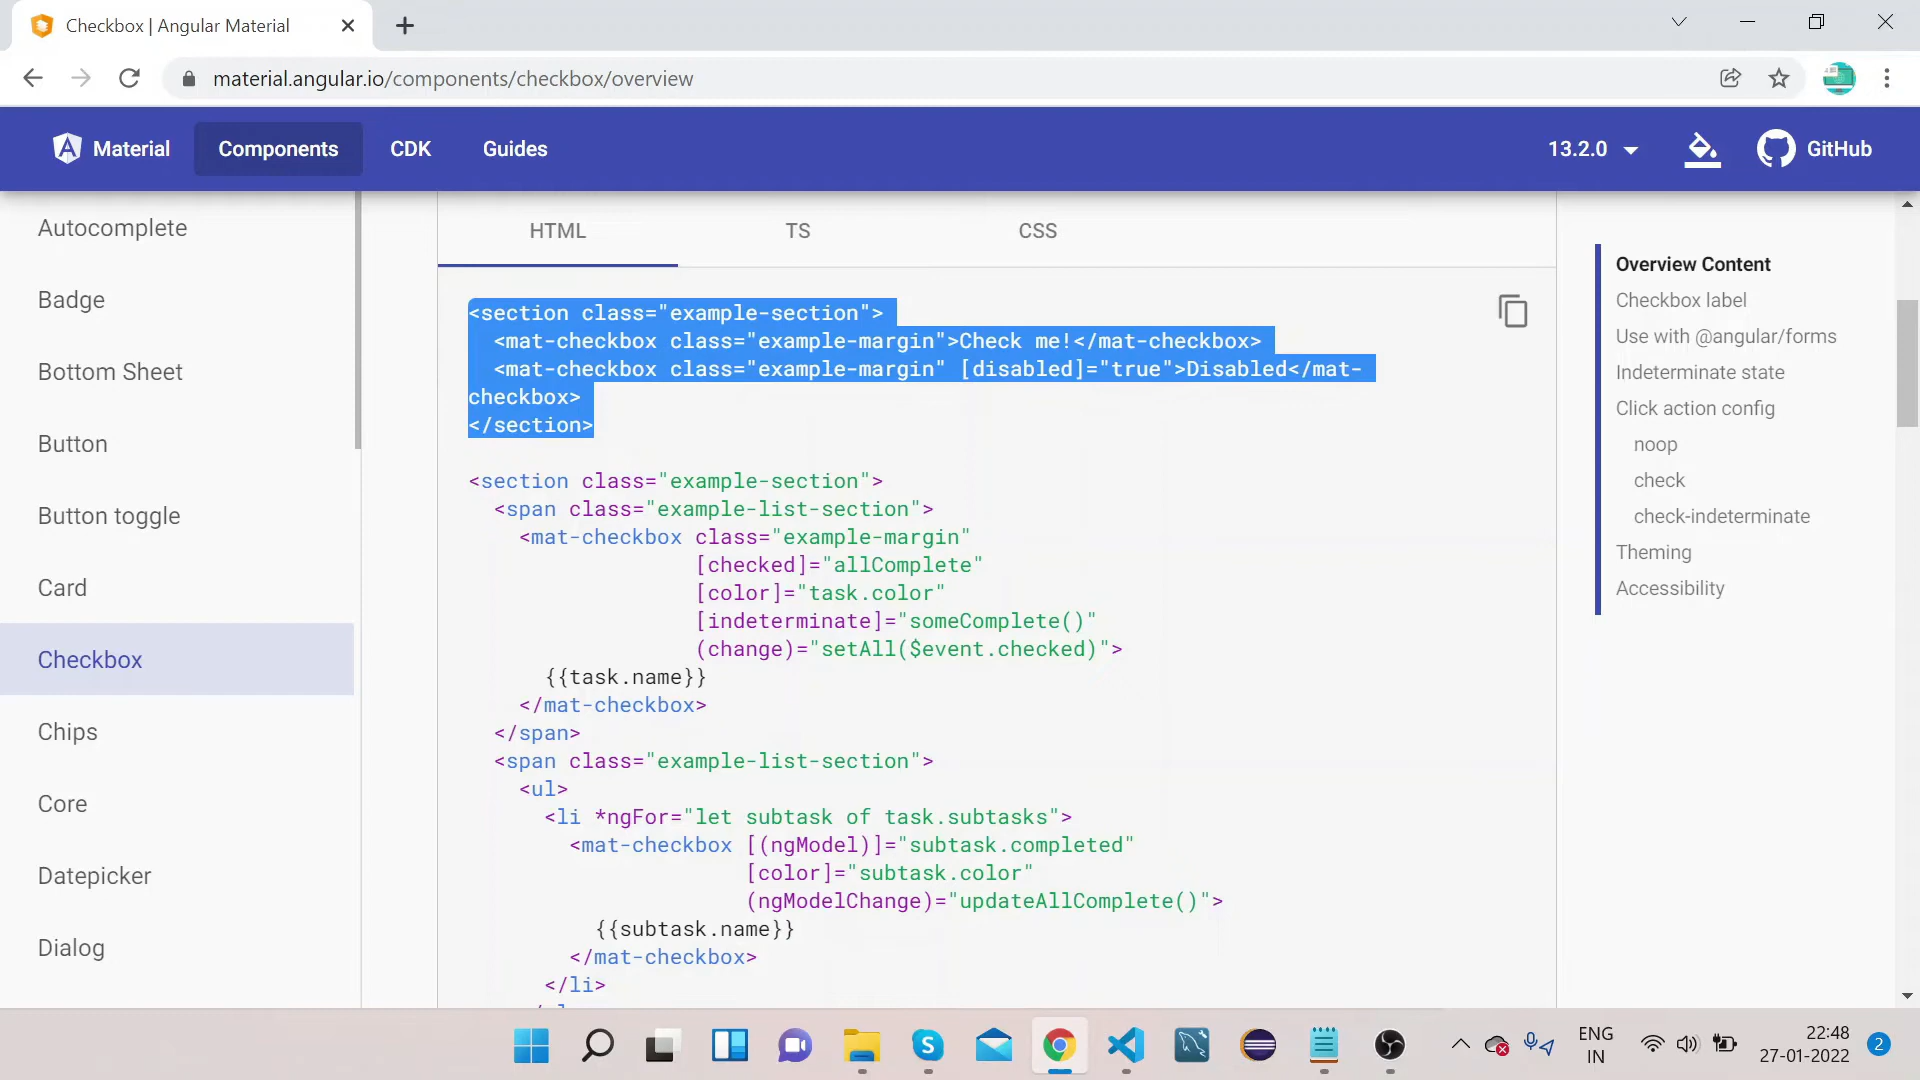 Checkbox | Angular Material
material.angular.io/components/checkbox/overview
Material
Components
CDK
Guides
13.2.0
GitHub
Autocomplete
Badge
Bottom Sheet
Button
Button toggle
Card
Checkbox
Chips
Core
Datepicker
Dialog
HTML
TS
CSS
<section class="example-section">
<mat-checkbox class="example-margin">Check me!</mat-checkbox>
<mat-checkbox class="example-margin" [disabled]="true">Disabled</mat-
checkbox>
</section>
<section class="example-section">
<span class="example-list-section">
<mat-checkbox class="example-margin"
[checked]="allComplete"
[color]="task.color"
[indeterminate]="someComplete()"
(change)="setAll($event.checked)">
{{task.name}}
</mat-checkbox>
</span>
<span class="example-list-section">
<ul>
<li *ngFor="let subtask of task.subtasks">
<mat-checkbox [(ngModel)]="subtask.completed"
[color]="subtask.color"
(ngModelChange)="updateAllComplete()">
{{subtask.name}}
</mat-checkbox>
</li>
Overview Content
Checkbox label
Use with @angular/forms
Indeterminate state
Click action config
noop
check
check-indeterminate
Theming
Accessibility
ENG
IN
22:48
27-01-2022
2